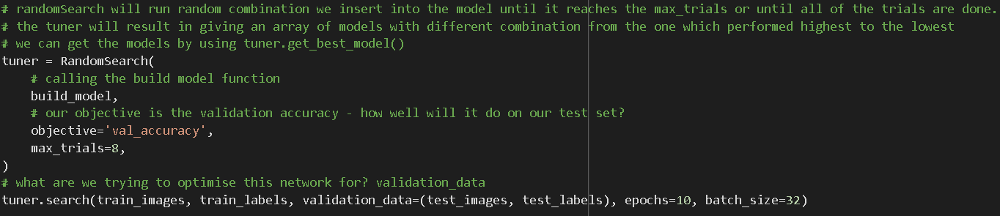 # randomSearch will run random combination we insert into the model until it reaches the max_trials or until all of the trials are done.
# the tuner will result in giving an array of models with different combination from the one which performed highest to the lowest
# we can get the models by using tuner.get_best_model()
tuner = RandomSearch(
    # calling the build model function
    build_model,
    # our objective is the validation accuracy - how well will it do on our test set?
    objective='val_accuracy',
    max_trials=8,
)
# what are we trying to optimise this network for? validation_data
tuner.search(train_images, train_labels, validation_data=(test_images, test_labels), epochs=10, batch_size=32)